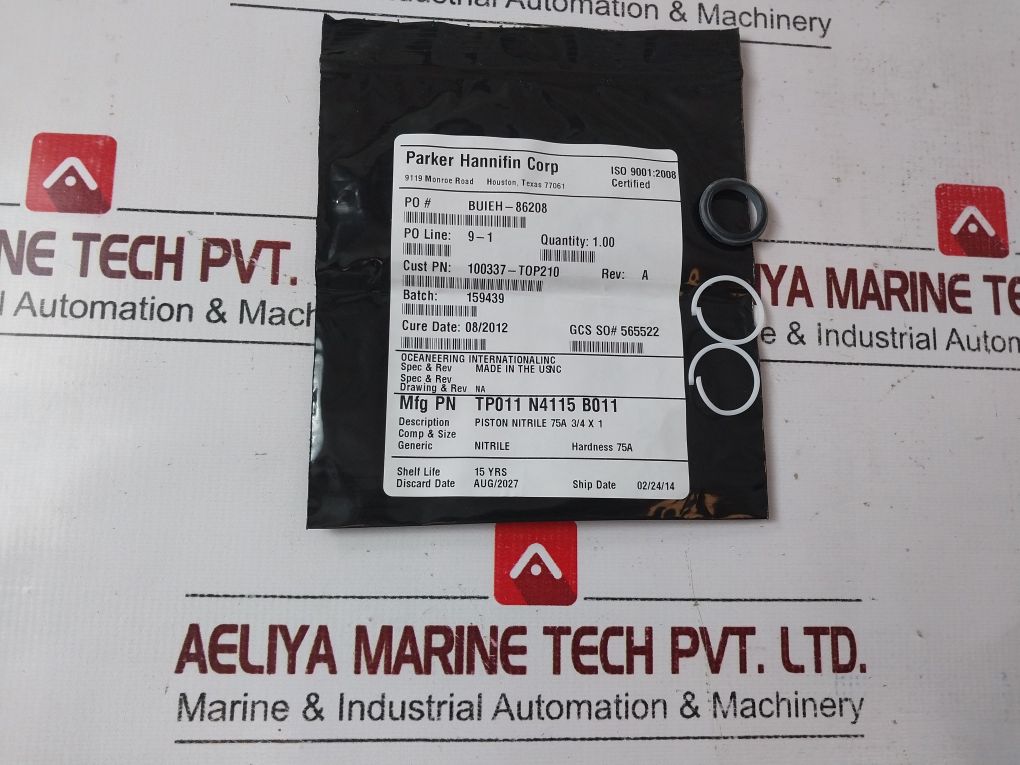 Industrial Automation & Machinery
Parker Hannifin Corp
ISO 9001:2008
9119 Monroe Road Houston, Texas 77061
Certified
PO # BUIEH-86208
PO Line: 9-1 Quantity: 1.00
Cust PN: 100337-TOP210 Rev: A
Batch: 159439
Cure Date: 08/2012 GCS SO# 565522
OCEANEERING INTERNATIONALINC
Spec & Rev MADE IN THE USNC
Spec & Rev
Drawing & Rev NA
Mfg PN TP011 N4115 B011
Description PISTON NITRILE 75A 3/4 X 1
Comp & Size
Generic NITRILE Hardness 75A
Shelf Life 15 YRS
Discard Date AUG/2027 Ship Date 02/24/14
NE TECH PVT.
l Automation & Mach
IYA MARINE TE
e & Industrial Autom
AELIYA MARINE TECH PVT. LTD.
Marine & Industrial Automation & Machinery